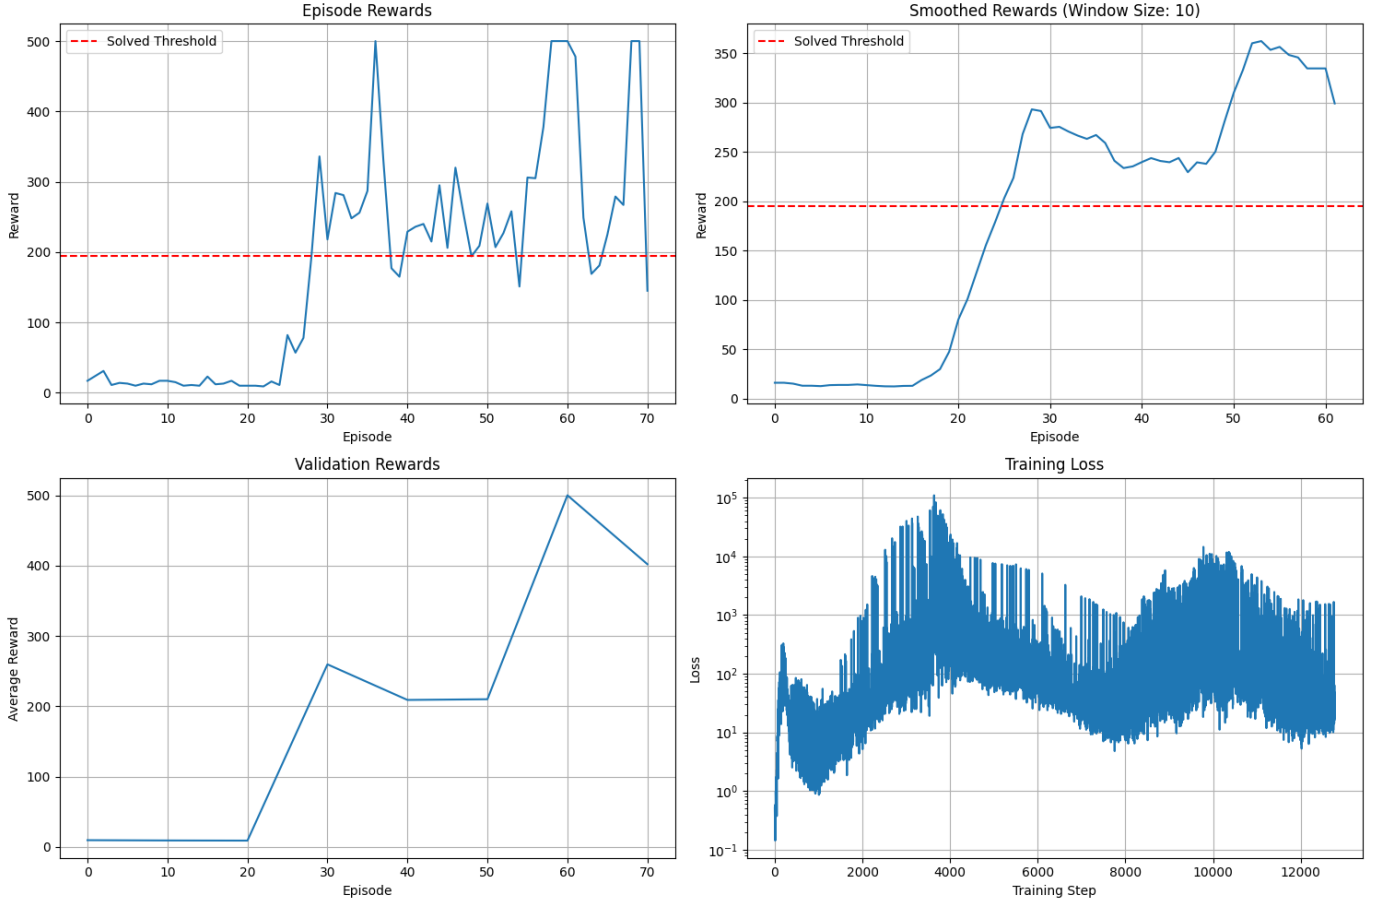 Episode Rewards
Solved Threshold
500
400
300
200
100
0
Reward
0 10 20 30 40 50 60 70
Episode
Smoothed Rewards (Window Size: 10)
Solved Threshold
350
300
250
200
150
100
50
0
Reward
0 10 20 30 40 50 60
Episode
Validation Rewards
500
400
300
200
100
0
Average Reward
0 10 20 30 40 50 60 70
Episode
Training Loss
10⁵
10⁴
10³
10²
10¹
10⁰
10⁻¹
Loss
0 2000 4000 6000 8000 10000 12000
Training Step